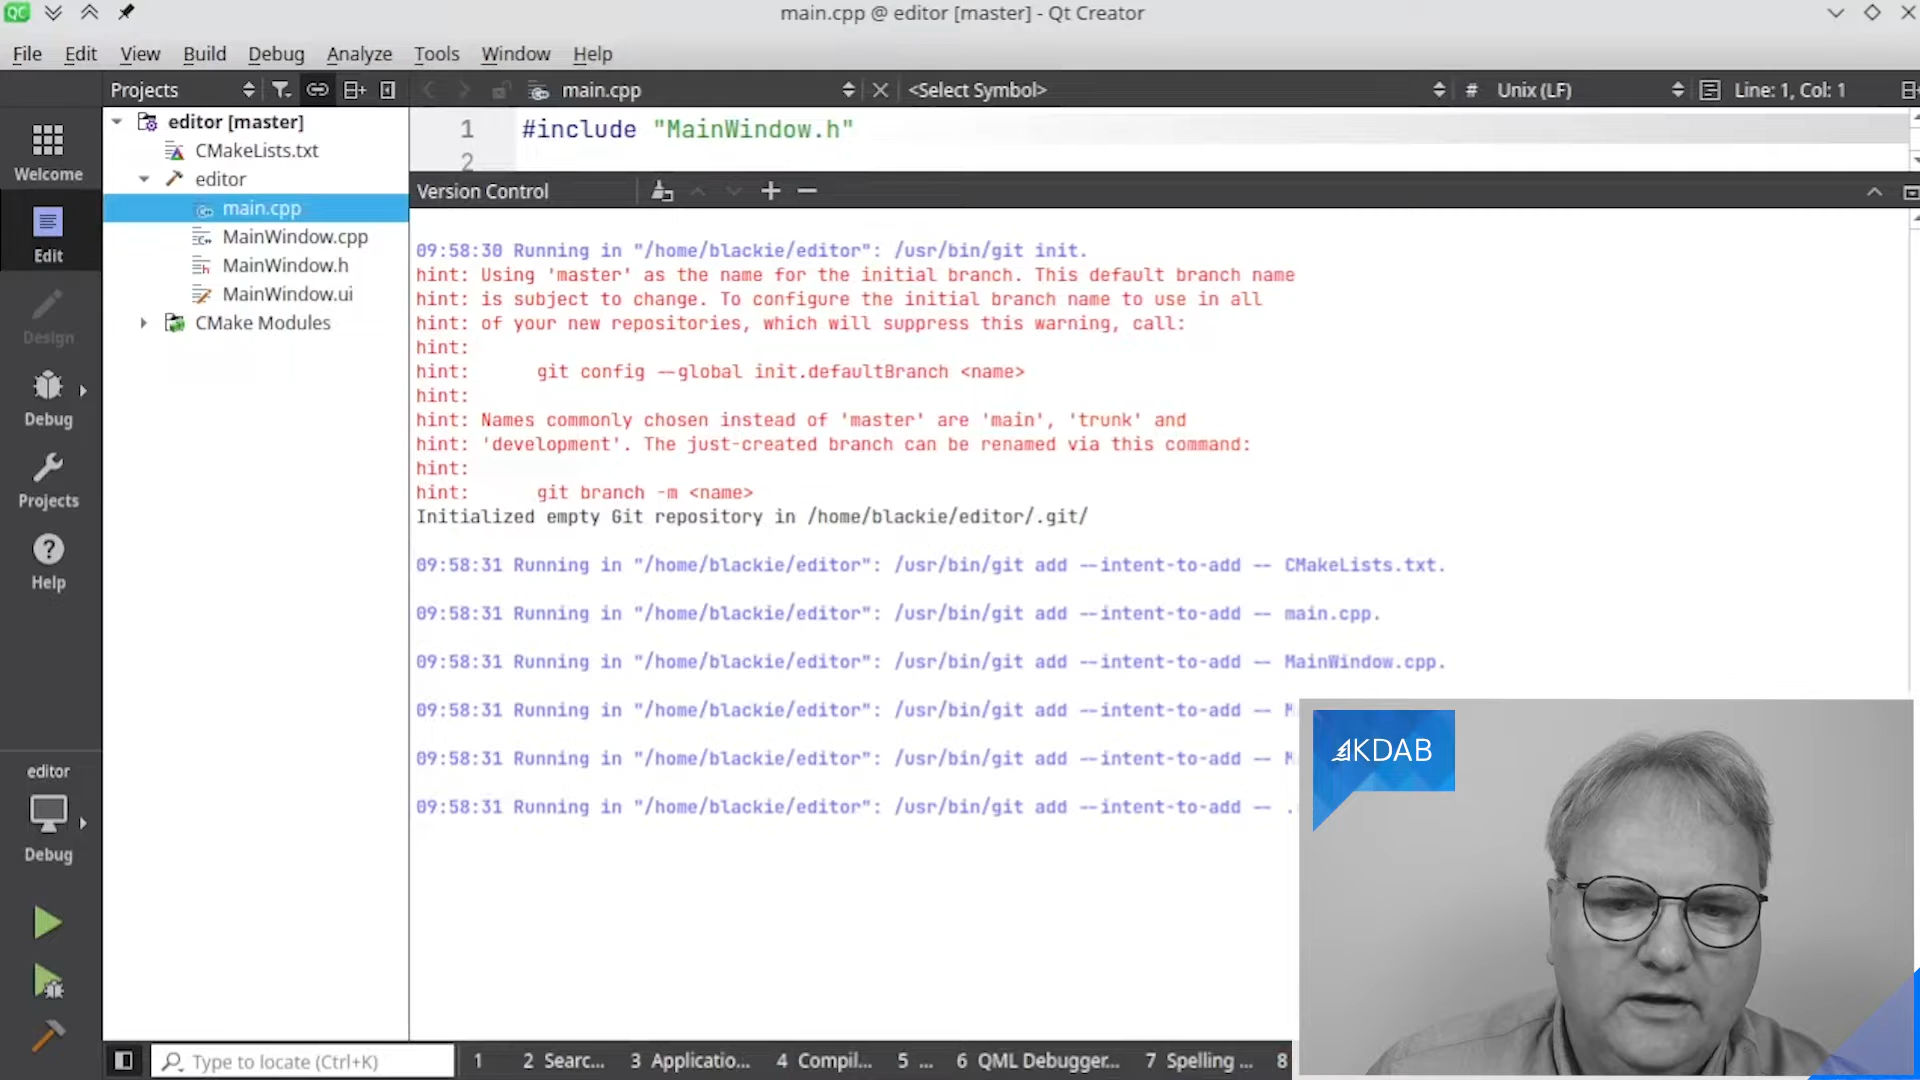 QC
main.cpp @ editor [master] - Qt Creator
File Edit View Build Debug Analyze Tools Window Help
Projects
main.cpp
<Select Symbol>
# Unix (LF)
Line: 1, Col: 1
Welcome
Edit
Design
Debug
Projects
Help
editor
Debug
editor [master]
CMakeLists.txt
editor
main.cpp
MainWindow.cpp
MainWindow.h
MainWindow.ui
CMake Modules
1 #include "MainWindow.h"
2
Version Control
09:58:30 Running in "/home/blackie/editor": /usr/bin/git init.
hint: Using 'master' as the name for the initial branch. This default branch name
hint: is subject to change. To configure the initial branch name to use in all
hint: of your new repositories, which will suppress this warning, call:
hint:
hint: git config --global init.defaultBranch <name>
hint:
hint: Names commonly chosen instead of 'master' are 'main', 'trunk' and
hint: 'development'. The just-created branch can be renamed via this command:
hint:
hint: git branch -m <name>
Initialized empty Git repository in /home/blackie/editor/.git/
09:58:31 Running in "/home/blackie/editor": /usr/bin/git add --intent-to-add -- CMakeLists.txt.
09:58:31 Running in "/home/blackie/editor": /usr/bin/git add --intent-to-add -- main.cpp.
09:58:31 Running in "/home/blackie/editor": /usr/bin/git add --intent-to-add -- MainWindow.cpp.
09:58:31 Running in "/home/blackie/editor": /usr/bin/git add --intent-to-add -- M
09:58:31 Running in "/home/blackie/editor": /usr/bin/git add --intent-to-add -- M
09:58:31 Running in "/home/blackie/editor": /usr/bin/git add --intent-to-add -- .
KDAB
Type to locate (Ctrl+K)
1 2 Searc... 3 Applicatio... 4 Compil... 5 ... 6 QML Debugger... 7 Spelling ... 8